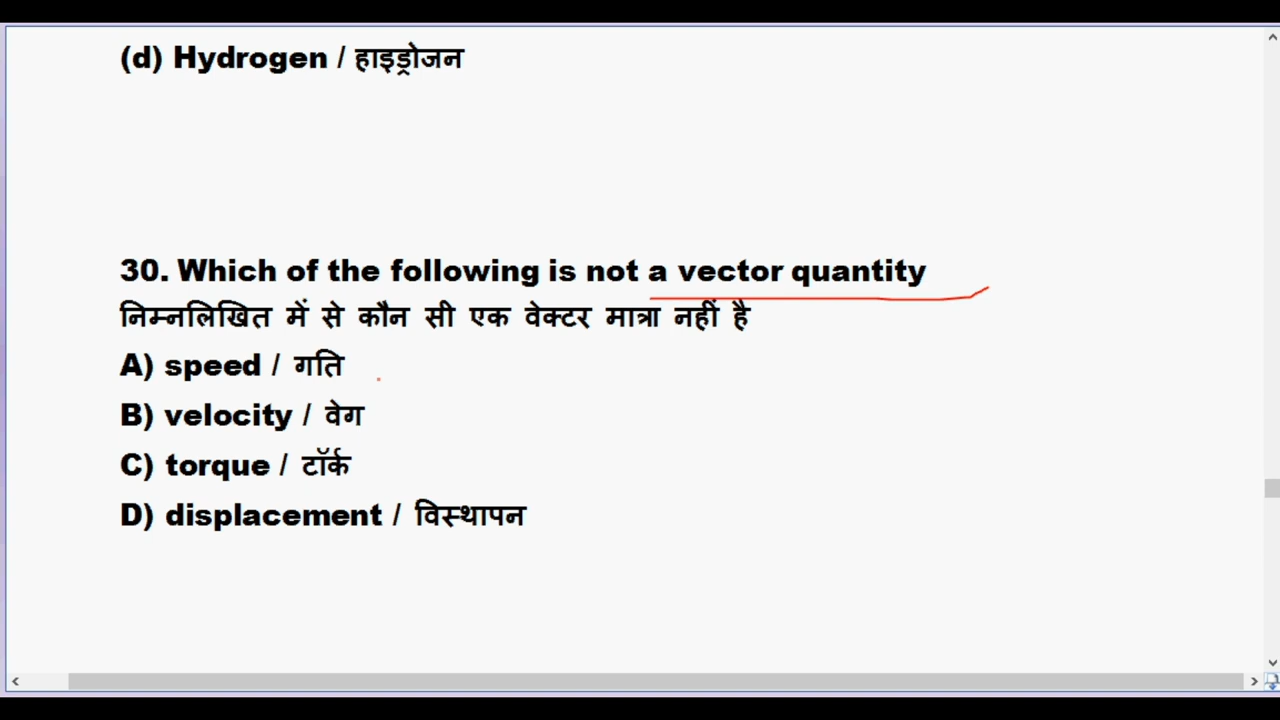 (d) Hydrogen / हाइड्रोजन
30. Which of the following is not a vector quantity
निम्नलिखित में से कौन सी एक वेक्टर मात्रा नहीं है
A) speed / गति
B) velocity / वेग
C) torque / टॉर्क
D) displacement / विस्थापन